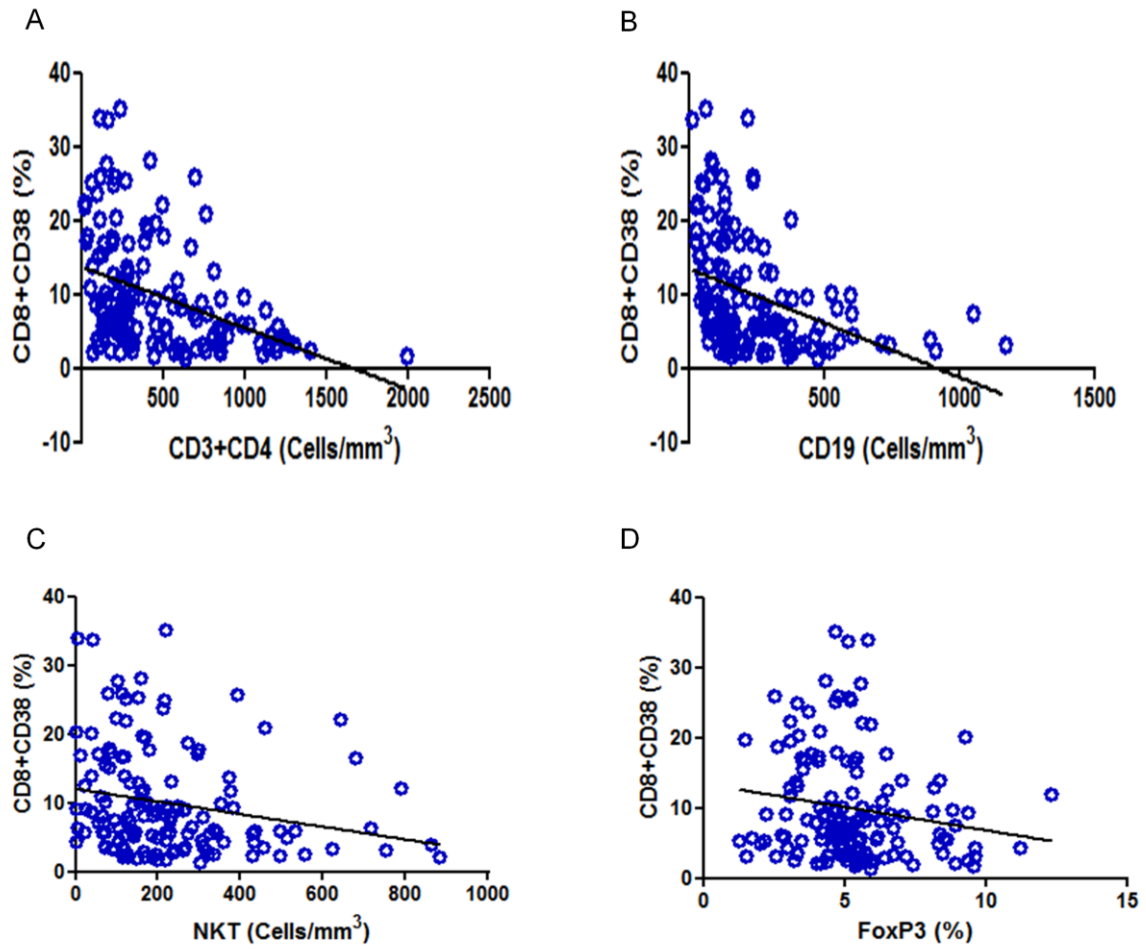 A
40
30
20
10
0
-10
CD8+CD38 (%)
500 1000 1500 2000 2500
CD3+CD4 (Cells/mm³)
B
40
30
20
10
0
-10
CD8+CD38 (%)
500 1000 1500
CD19 (Cells/mm³)
C
40
30
20
10
0
CD8+CD38 (%)
0 200 400 600 800 1000
NKT (Cells/mm³)
D
40
30
20
10
0
CD8+CD38 (%)
0 5 10 15
FoxP3 (%)